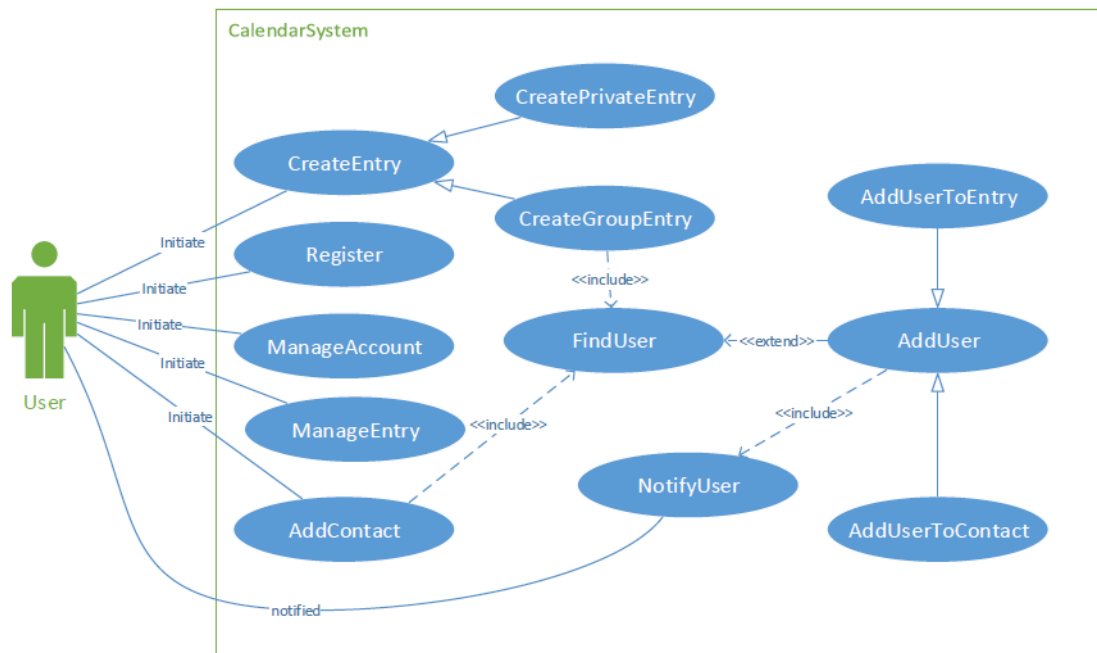 CalendarSystem
CreatePrivateEntry
CreateEntry
AddUserToEntry
CreateGroupEntry
Initiate
Register
<<include>>
Initiate
Initiate
FindUser
<<extend>>
AddUser
ManageAccount
Initiate
User
<<include>>
Initiate
<<include>>
ManageEntry
NotifyUser
AddContact
AddUserToContact
notified